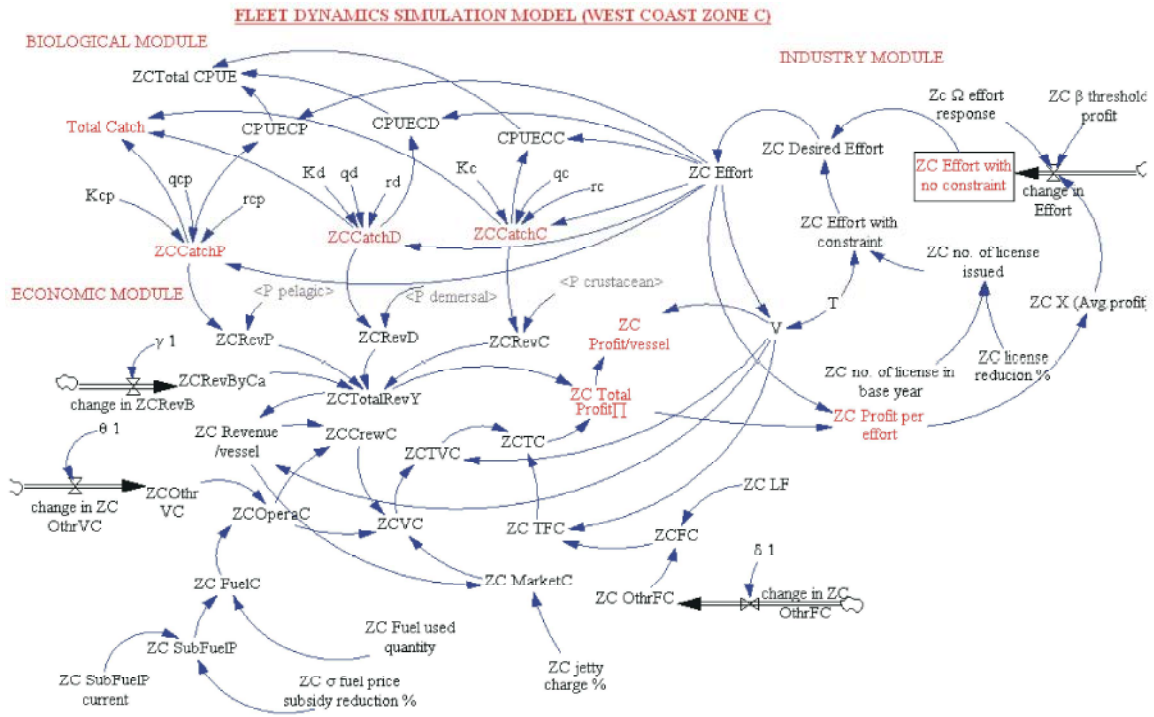 FLEET DYNAMICS SIMULATION MODEL (WEST COAST ZONE C)
BIOLOGICAL MODULE
INDUSTRY MODULE
ZCTotal CPUE
Total Catch
CPUECP
CPUECD
CPUECC
Kcp
qcp
rcp
Kd
qd
rd
Kc
qc
rc
ZCCatchP
ZCCatchD
ZCCatchC
ZC Effort
ZC Desired Effort
Zc Ω effort
response
ZC β threshold
profit
ZC Effort with
no constraint
change in
Effort
ZC Effort with
constraint
ZC no. of license
issued
ZC X (Avg profit)
T
V
ZC no. of license in
base year
ZC license
reducion %
ZC Profit per
effort
ECONOMIC MODULE
<P pelagic>
<P demersal>
<P crustacean>
ZCRevP
ZCRevD
ZCRevC
ZC
Profit/vessel
γ 1
ZCRevByCa
change in ZCRevB
ZCTotalRevY
ZC Total
Profit∏
θ 1
ZC Revenue
/vessel
ZCCrewC
ZCTVC
ZCTC
change in ZC
OthrVC
ZCOthr
VC
ZCOperaC
ZCVC
ZC TFC
ZCFC
ZC LF
δ 1
ZC FuelC
ZC MarketC
ZC OthrFC
change in ZC
OthrFC
ZC SubFuelP
ZC Fuel used
quantity
ZC SubFuelP
current
ZC σ fuel price
subsidy reduction %
ZC jetty
charge %